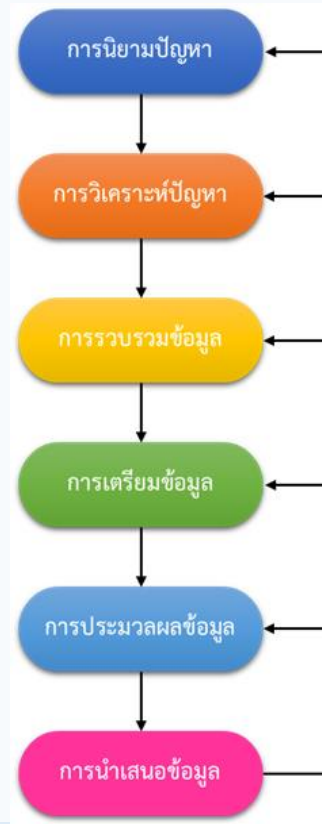 การนิยามปัญหา
การวิเคราะห์ปัญหา
การรวบรวมข้อมูล
การเตรียมข้อมูล
การประมวลผลข้อมูล
การนำเสนอข้อมูล